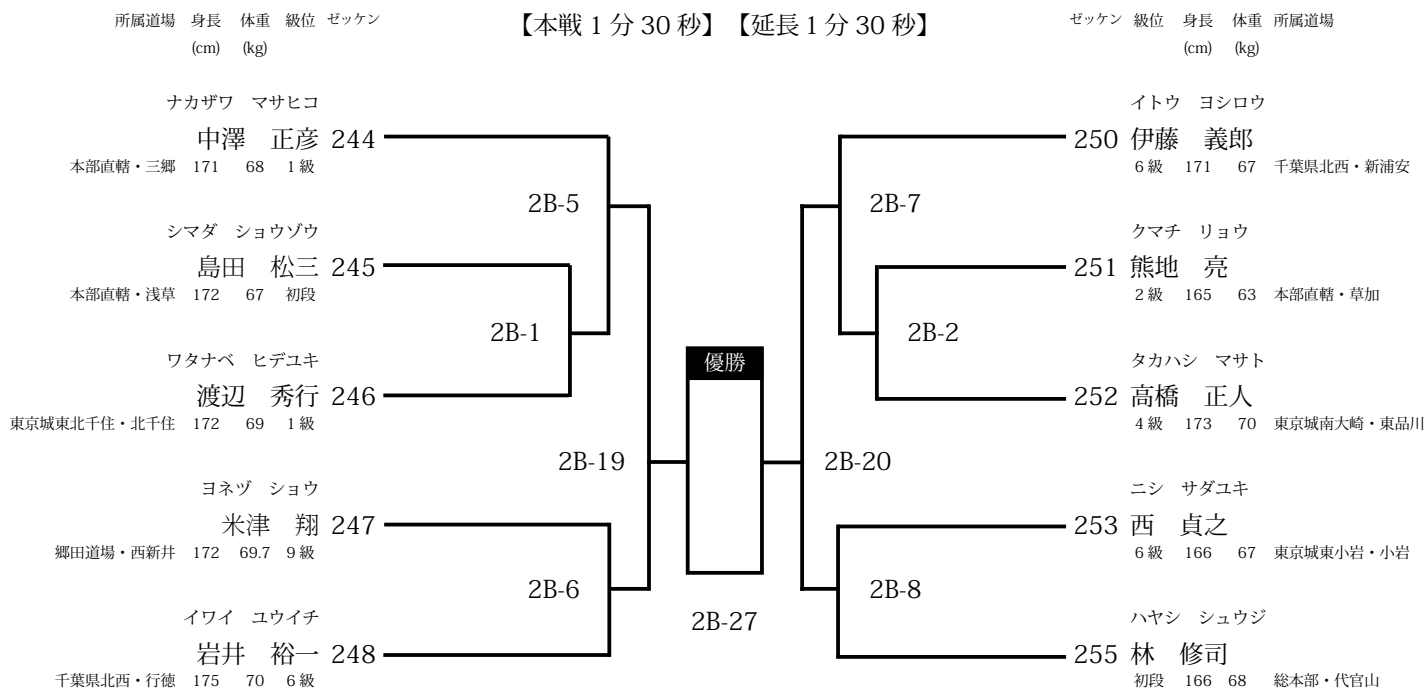 所属道場 身長 体重 級位 ゼッケン
(cm) (kg)
【本戦 1 分 30 秒】【延長 1 分 30 秒】
ゼッケン 級位 身長 体重 所属道場
(cm) (kg)
ナカザワ マサヒコ
中澤 正彦 244
本部直轄・三郷 171 68 1 級
2B-5
シマダ ショウゾウ
島田 松三 245
本部直轄・浅草 172 67 初段
2B-1
ワタナベ ヒデユキ
渡辺 秀行 246
東京城東北千住・北千住 172 69 1 級
2B-19
ヨネヅ ショウ
米津 翔 247
郷田道場・西新井 172 69.7 9 級
2B-6
イワイ ユウイチ
岩井 裕一 248
千葉県北西・行徳 175 70 6 級
優勝
2B-27
イトウ ヨシロウ
250 伊藤 義郎
6 級 171 67 千葉県北西・新浦安
2B-7
クマチ リョウ
251 熊地 亮
2 級 165 63 本部直轄・草加
2B-2
タカハシ マサト
252 高橋 正人
4 級 173 70 東京城南大崎・東品川
2B-20
ニシ サダユキ
253 西 貞之
6 級 166 67 東京城東小岩・小岩
2B-8
ハヤシ シュウジ
255 林 修司
初段 166 68 総本部・代官山